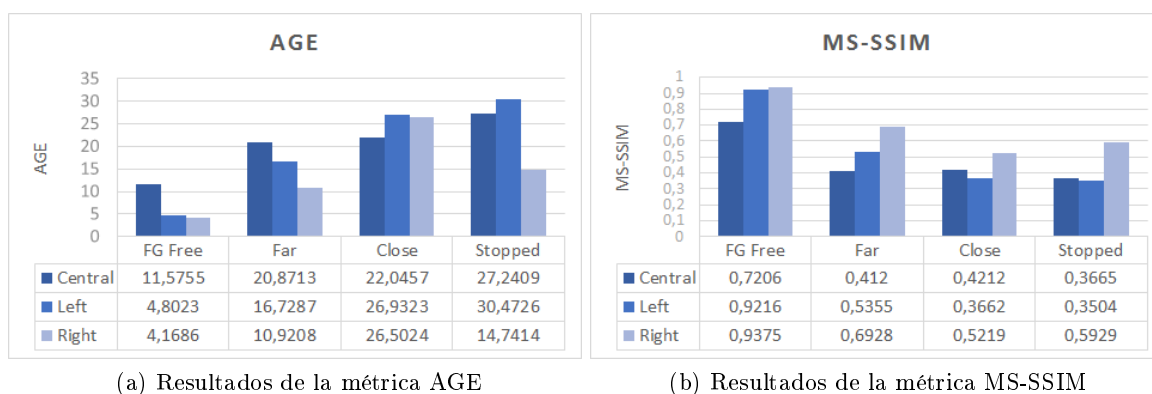 AGE
35
30
25
20
15
10
5
0
AGE
FG Free Far Close Stopped
Central 11,5755 20,8713 22,0457 27,2409
Left 4,8023 16,7287 26,9323 30,4726
Right 4,1686 10,9208 26,5024 14,7414
(a) Resultados de la métrica AGE
MS-SSIM
1
0,9
0,8
0,7
0,6
0,5
0,4
0,3
0,2
0,1
0
MS-SSIM
FG Free Far Close Stopped
Central 0,7206 0,412 0,4212 0,3665
Left 0,9216 0,5355 0,3662 0,3504
Right 0,9375 0,6928 0,5219 0,5929
(b) Resultados de la métrica MS-SSIM